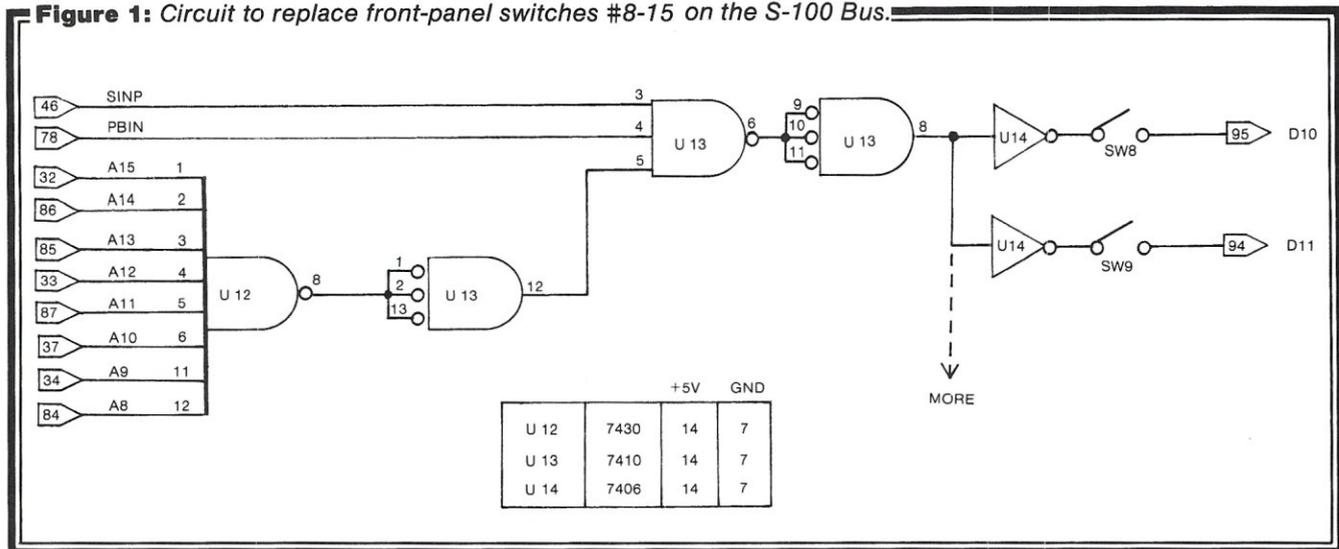 Figure 1: Circuit to replace front-panel switches #8-15 on the S-100 Bus.
46 SINP 3
78 PBIN 4
5
U 13
6
9
10
11
U 13
8
U14
SW8
95 D10
U14
SW9
94 D11
MORE
32 A15 1
86 A14 2
85 A13 3
33 A12 4
87 A11 5
37 A10 6
34 A9 11
84 A8 12
U 12
8
1
2
13
U 13
12
+5V GND
U 12 7430 14 7
U 13 7410 14 7
U 14 7406 14 7